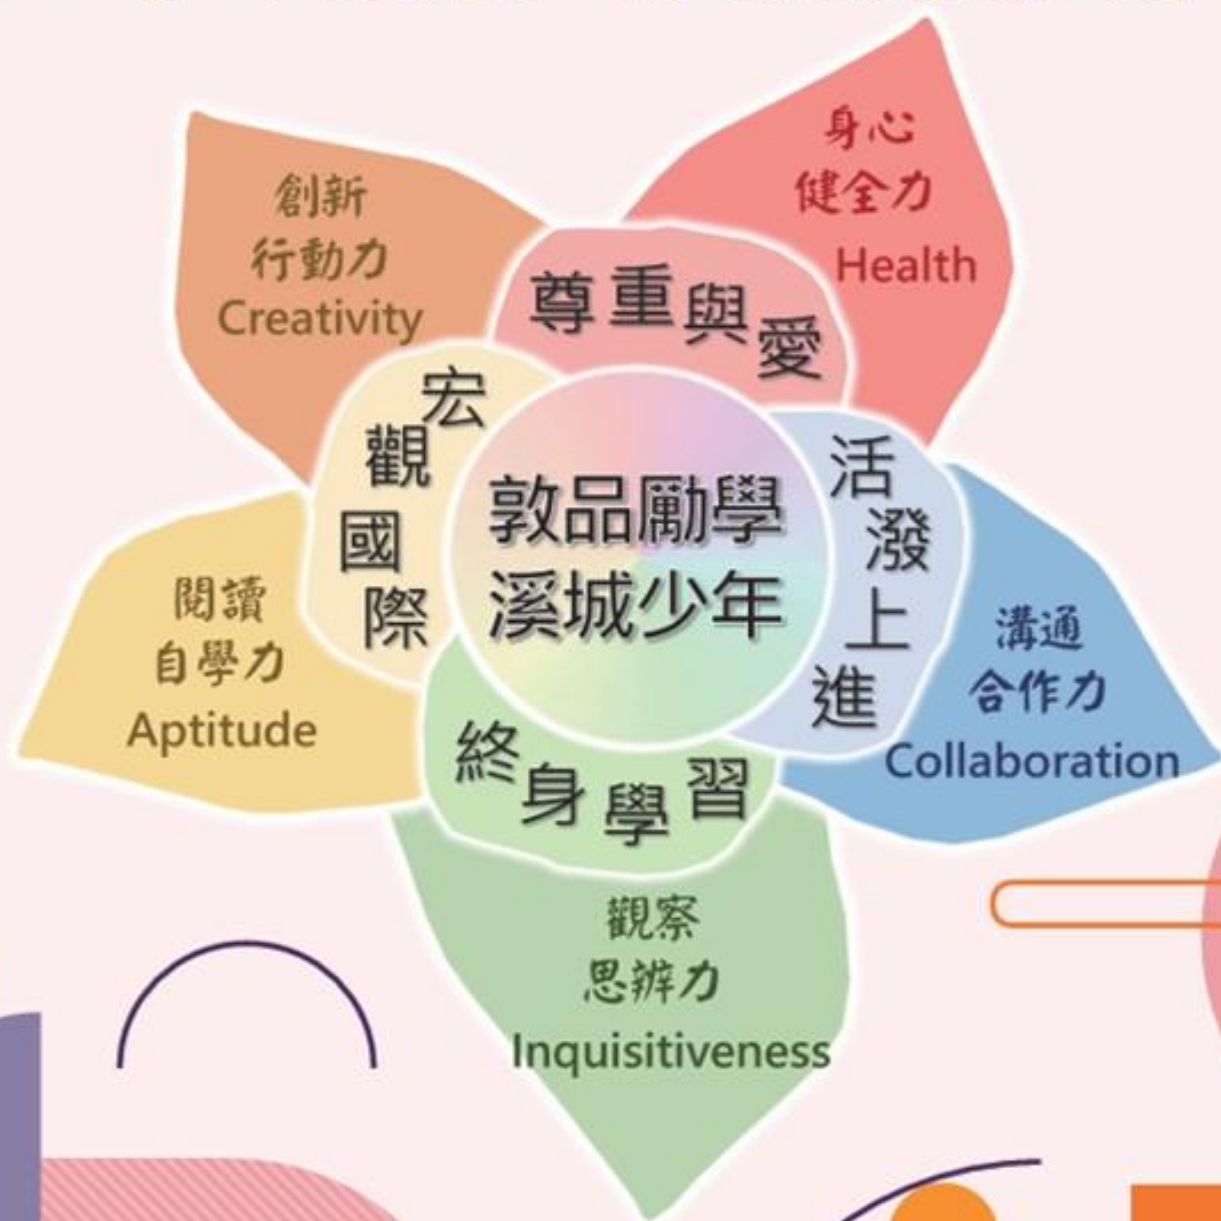 身心
健全力
Health
創新
行動力
Creativity
尊重與愛
宏觀國際
活潑上進
敦品勵學
溪城少年
閱讀
自學力
Aptitude
溝通
合作力
Collaboration
終身學習
觀察
思辨力
Inquisitiveness